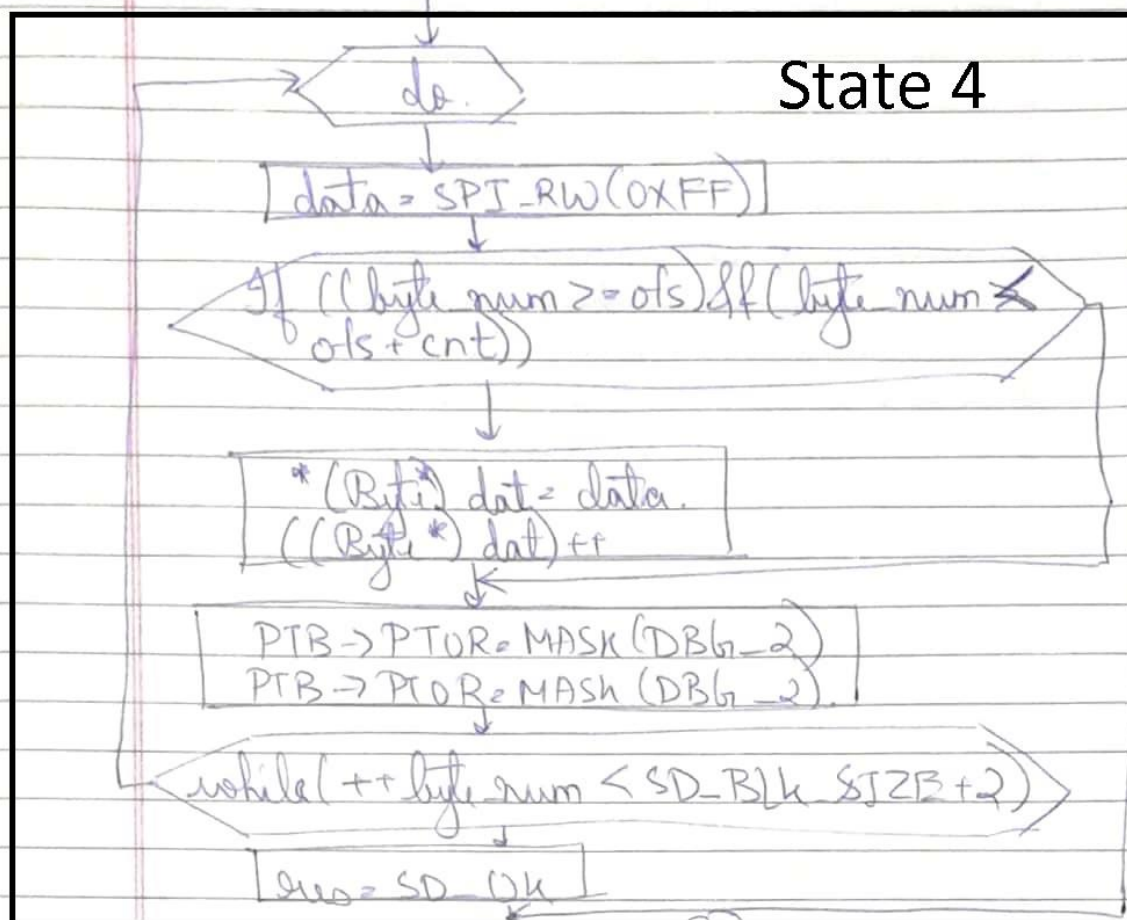 State 4
do.
data = SPI_RW(0XFF)
If ((byte_num >= ofs) && (byte_num <
ofs + cnt))
*(Byte*) dat = data.
((Byte*) dat)++
PTB -> PTOR = MASK(DBG_2)
PTB -> PTOR = MASK(DBG_2).
while(++byte_num < SD_BLK_SIZE+2)
res = SD_OK